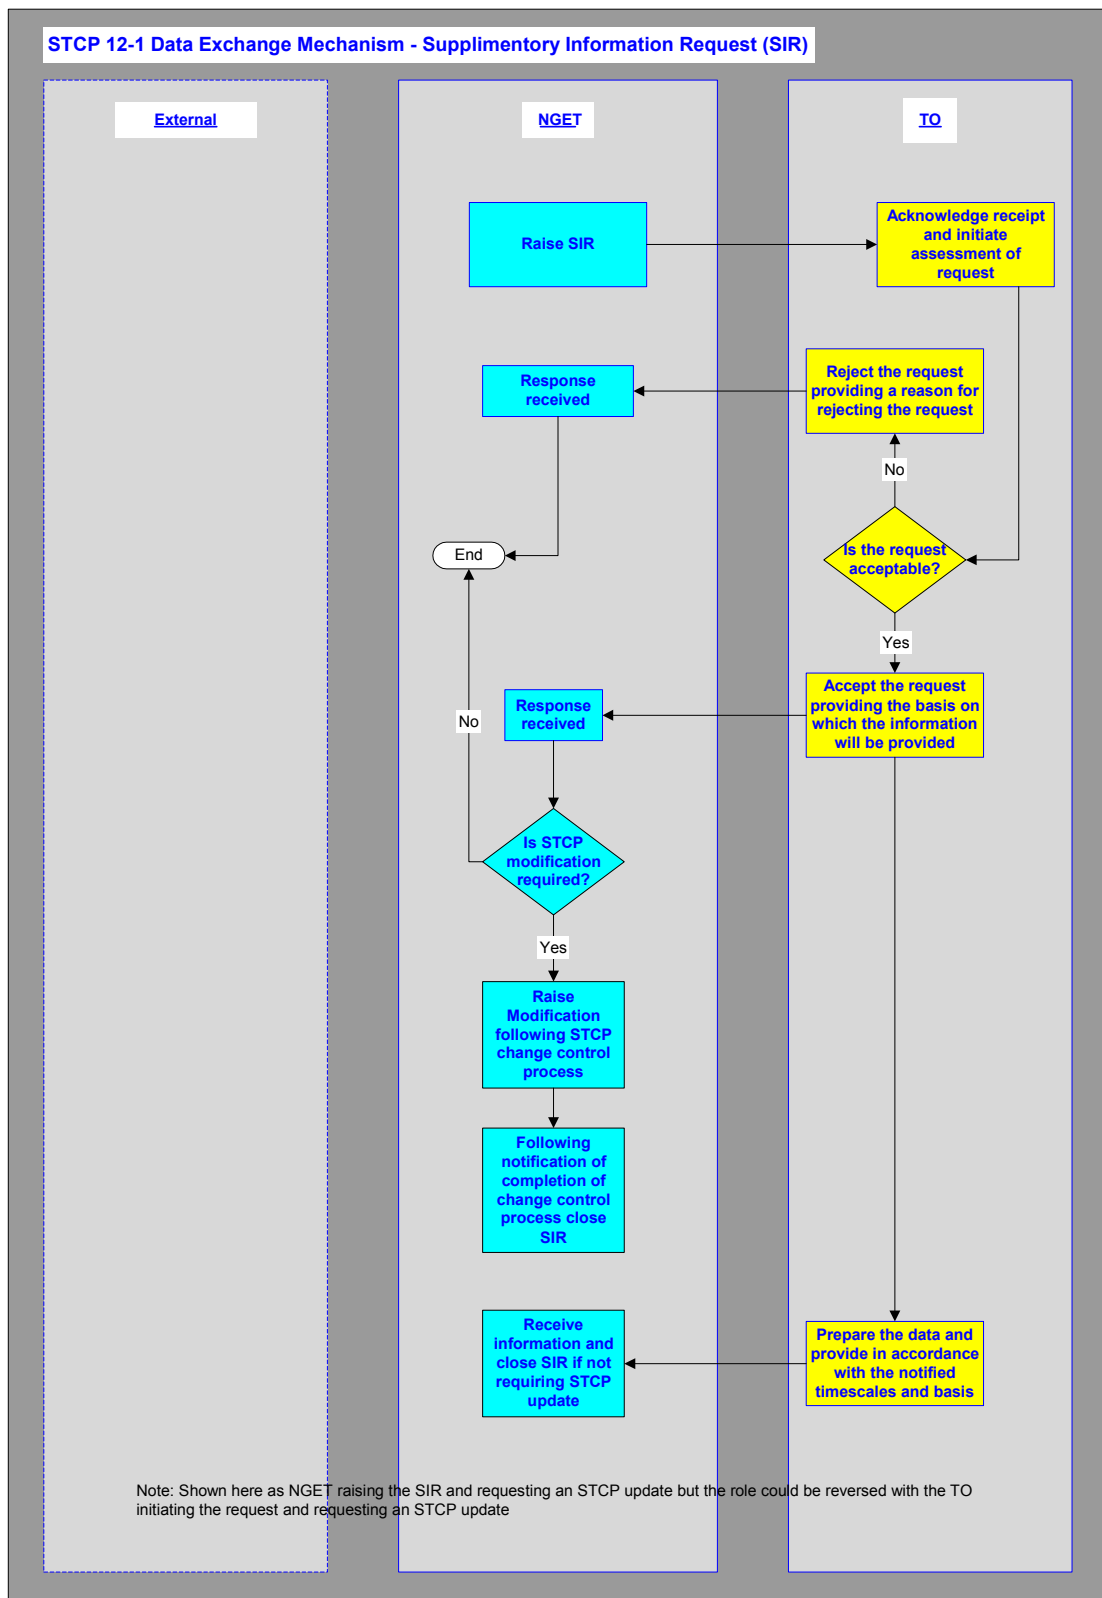 STCP 12-1 Data Exchange Mechanism - Supplimentory Information Request (SIR)
External
NGET
TO
Raise SIR
Acknowledge receipt
and initiate
assessment of
request
Reject the request
providing a reason for
rejecting the request
Response
received
No
End
Is the request
acceptable?
Yes
Accept the request
providing the basis on
which the information
will be provided
Response
received
No
Is STCP
modification
required?
Yes
Raise
Modification
following STCP
change control
process
Following
notification of
completion of
change control
process close
SIR
Receive
information and
close SIR if not
requiring STCP
update
Prepare the data and
provide in accordance
with the notified
timescales and basis
Note: Shown here as NGET raising the SIR and requesting an STCP update but the role could be reversed with the TO
initiating the request and requesting an STCP update